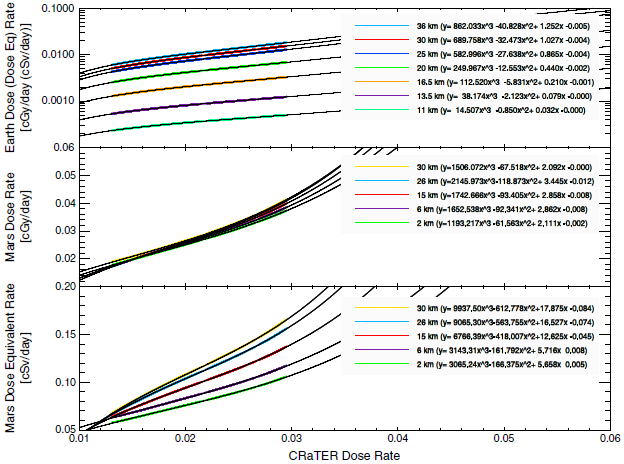 Earth Dose (Dose Eq) Rate
[cGy/day (cSv/day)]
0.1000
0.0100
0.0010
36 km (y= 862.033x^3 -40.828x^2+ 1.252x -0.005)
30 km (y= 689.758x^3 -32.473x^2+ 1.027x -0.004)
25 km (y= 582.996x^3 -27.638x^2+ 0.865x -0.004)
20 km (y= 249.967x^3 -12.553x^2+ 0.440x -0.002)
16.5 km (y= 112.520x^3 -5.831x^2+ 0.210x -0.001)
13.5 km (y= 38.174x^3 -2.123x^2+ 0.079x -0.000)
11 km (y= 14.507x^3 -0.850x^2+ 0.032x -0.000)
Mars Dose Rate
[cGy/day]
0.06
0.05
0.04
0.03
0.02
30 km (y=1506.072x^3 -67.518x^2+ 2.092x -0.000)
26 km (y=2145.973x^3-118.873x^2+ 3.445x -0.012)
15 km (y=1742.666x^3 -93.405x^2+ 2.858x -0.008)
6 km (y=1652,538x^3 -92,341x^2+ 2,862x -0,008)
2 km (y=1193,217x^3 -61,563x^2+ 2,111x -0,002)
Mars Dose Equivalent Rate
[cSv/day]
0.20
0.15
0.10
0.05
30 km (y= 9937,50x^3-612,778x^2+17,875x -0,084)
26 km (y= 9065,30x^3-563,755x^2+16,527x -0,074)
15 km (y= 6766,39x^3-418,007x^2+12,625x -0,045)
6 km (y= 3143,31x^3-161,792x^2+ 5,716x 0,008)
2 km (y= 3065,24x^3-166,375x^2+ 5,658x 0,005)
0.01 0.02 0.03 0.04 0.05 0.06
CRaTER Dose Rate